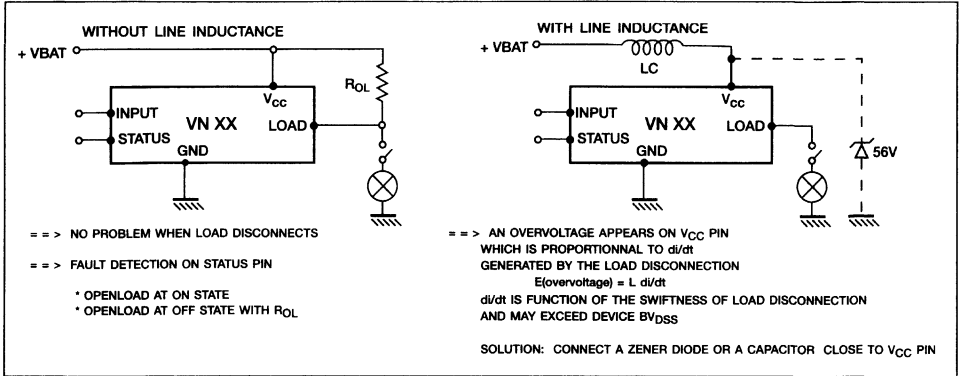 WITHOUT LINE INDUCTANCE
+ VBAT
ROL
VCC
INPUT
VN XX
LOAD
STATUS
GND
= = > NO PROBLEM WHEN LOAD DISCONNECTS
= = > FAULT DETECTION ON STATUS PIN
* OPENLOAD AT ON STATE
* OPENLOAD AT OFF STATE WITH ROL
WITH LINE INDUCTANCE
+ VBAT
LC
VCC
INPUT
VN XX
LOAD
STATUS
GND
56V
= = > AN OVERVOLTAGE APPEARS ON VCC PIN
WHICH IS PROPORTIONNAL TO di/dt
GENERATED BY THE LOAD DISCONNECTION
E(overvoltage) = L di/dt
di/dt IS FUNCTION OF THE SWIFTNESS OF LOAD DISCONNECTION
AND MAY EXCEED DEVICE BVDSS
SOLUTION: CONNECT A ZENER DIODE OR A CAPACITOR CLOSE TO VCC PIN